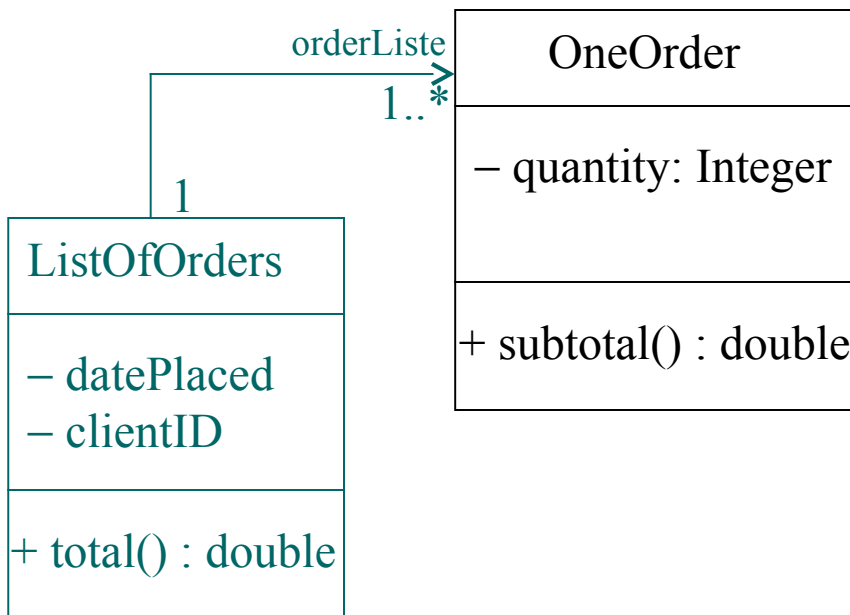 orderListe
1..*
OneOrder
– quantity: Integer
+ subtotal() : double
1
ListOfOrders
– datePlaced
– clientID
+ total() : double